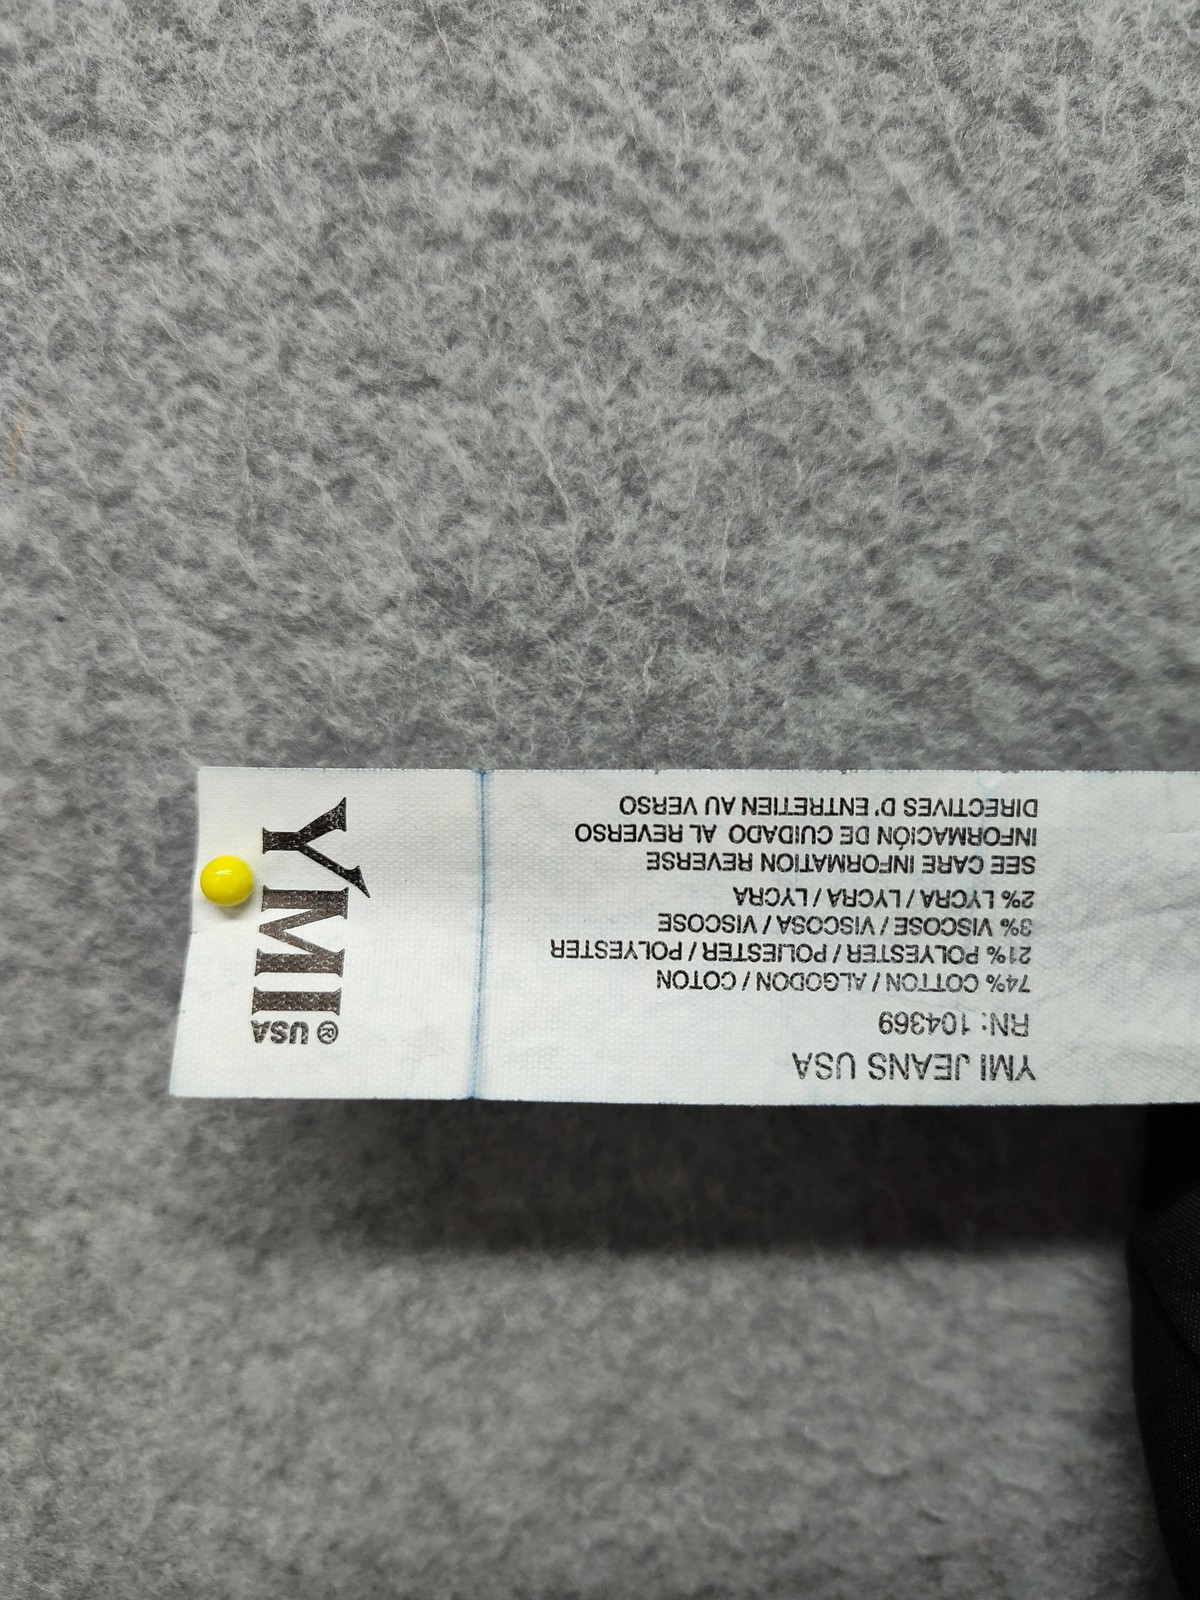 YMI® USA
YMI JEANS USA
RN: 104369
74% COTTON / ALGODON / COTON
21% POLYESTER / POLIESTER / POLYESTER
3% VISCOSE / VISCOSA / VISCOSE
2% LYCRA / LYCRA / LYCRA
SEE CARE INFORMATION REVERSE
INFORMACIÓN DE CUIDADO AL REVERSO
DIRECTIVES D'ENTRETIEN AU VERSO